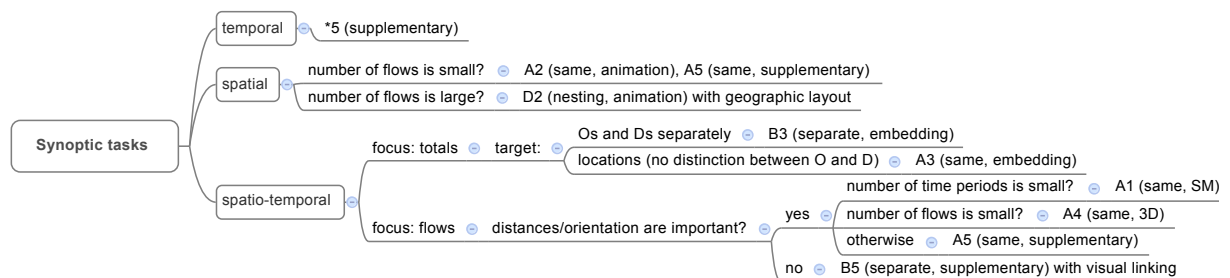 Synoptic tasks
temporal
*5 (supplementary)
spatial
number of flows is small? A2 (same, animation), A5 (same, supplementary)
number of flows is large? D2 (nesting, animation) with geographic layout
spatio-temporal
focus: totals target:
Os and Ds separately B3 (separate, embedding)
locations (no distinction between O and D) A3 (same, embedding)
focus: flows distances/orientation are important?
yes
number of time periods is small? A1 (same, SM)
number of flows is small? A4 (same, 3D)
otherwise A5 (same, supplementary)
no B5 (separate, supplementary) with visual linking